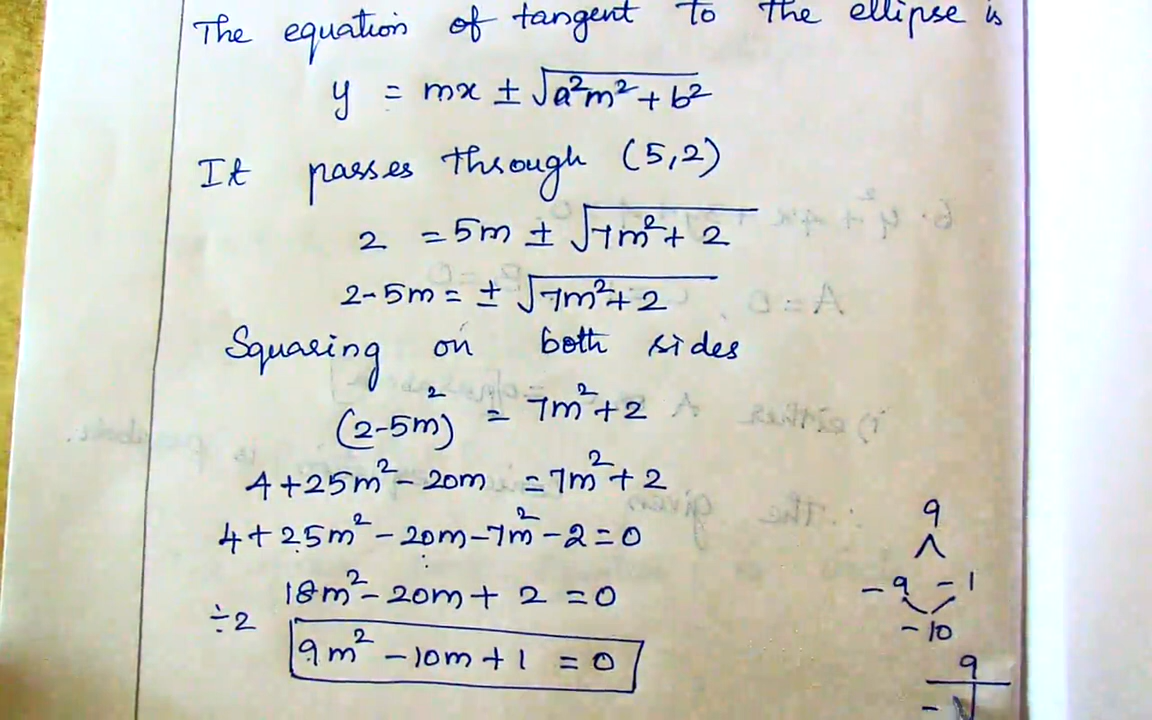 The equation of tangent to the ellipse is
y = mx ± √a²m² + b²
It passes through (5,2)
2 = 5m ± √7m² + 2
2-5m = ± √7m²+2
Squaring on both sides
(2-5m)² = 7m²+2
4+25m²-20m = 7m²+2
4+25m²-20m-7m²-2=0
18m²-20m+2=0
÷2
9m²-10m+1=0
9
-9 -1
-10
9
-